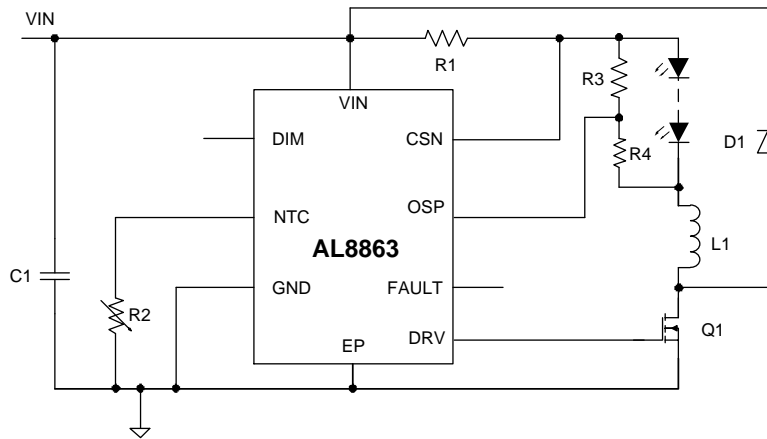 VIN
R1
R3
VIN
DIM
CSN
R4
D1
NTC
OSP
L1
AL8863
C1
R2
GND
FAULT
EP
DRV
Q1